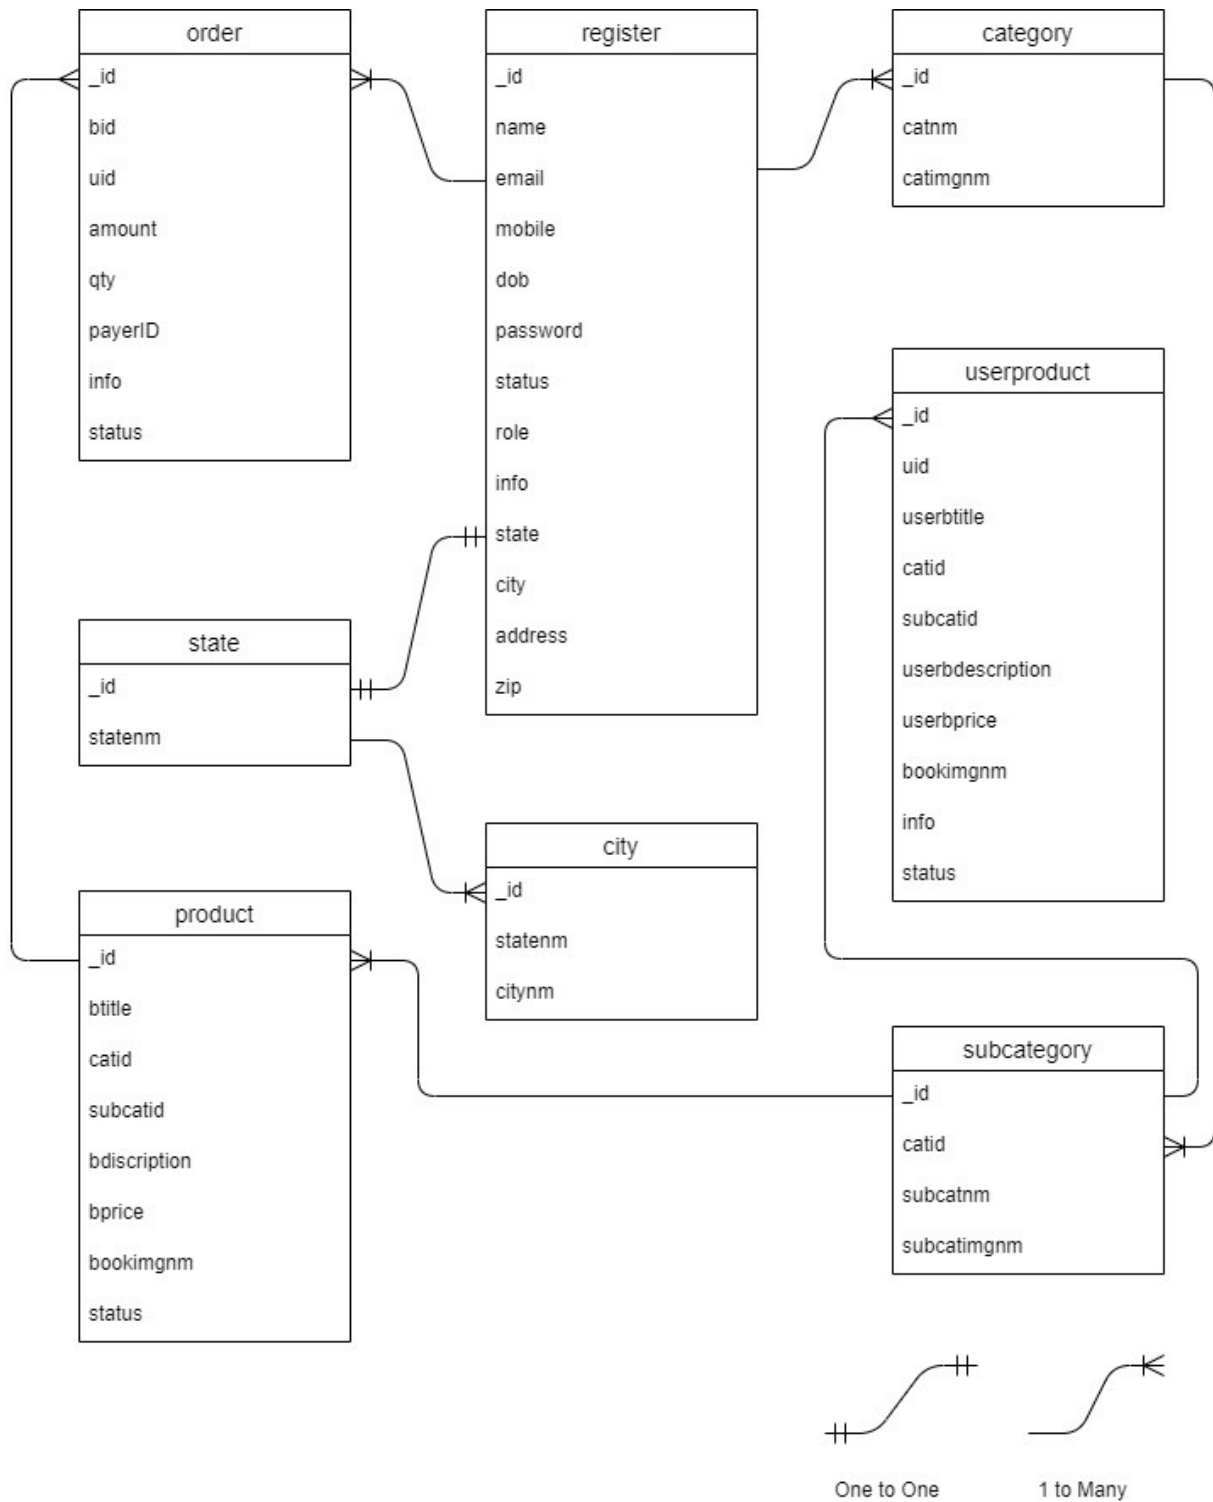 order
_id
bid
uid
amount
qty
payerID
info
status
register
_id
name
email
mobile
dob
password
status
role
info
state
city
address
zip
category
_id
catnm
catimgnm
userproduct
_id
uid
userbtitle
catid
subcatid
userbdescription
userbprice
bookimgnm
info
status
state
_id
statenm
city
_id
statenm
citynm
product
_id
btitle
catid
subcatid
bdiscription
bprice
bookimgnm
status
subcategory
_id
catid
subcatnm
subcatimgnm
One to One
1 to Many